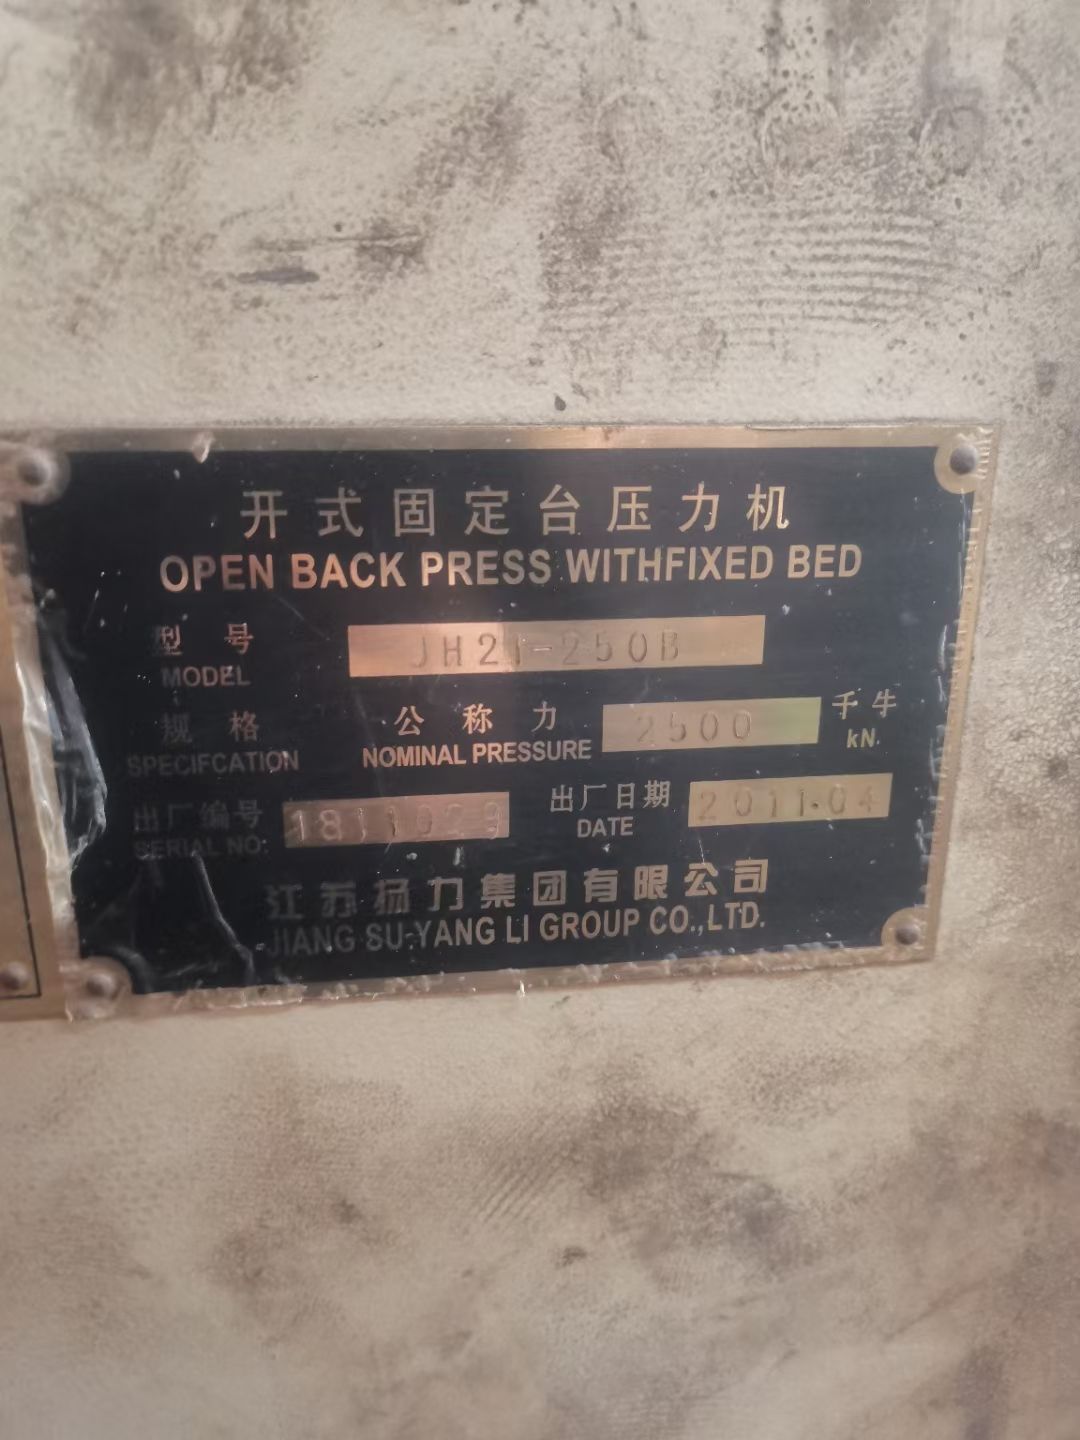 开式固定台压力机
OPEN BACK PRESS WITHFIXED BED
型号 JH21-250B
MODEL
规格 公称力 2500 千牛
SPECIFCATION NOMINAL PRESSURE kN.
出厂编号 1811029 出厂日期 2011.04
SERIAL NO: DATE
江苏扬力集团有限公司
JIANG SU-YANG LI GROUP CO.,LTD.